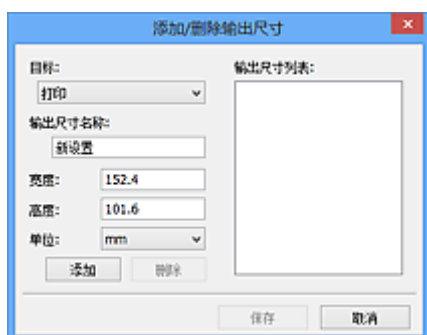 添加/删除输出尺寸
目标:
打印
输出尺寸名称:
新设置
宽度:
152.4
高度:
101.6
单位:
mm
添加
删除
输出尺寸列表:
保存
取消